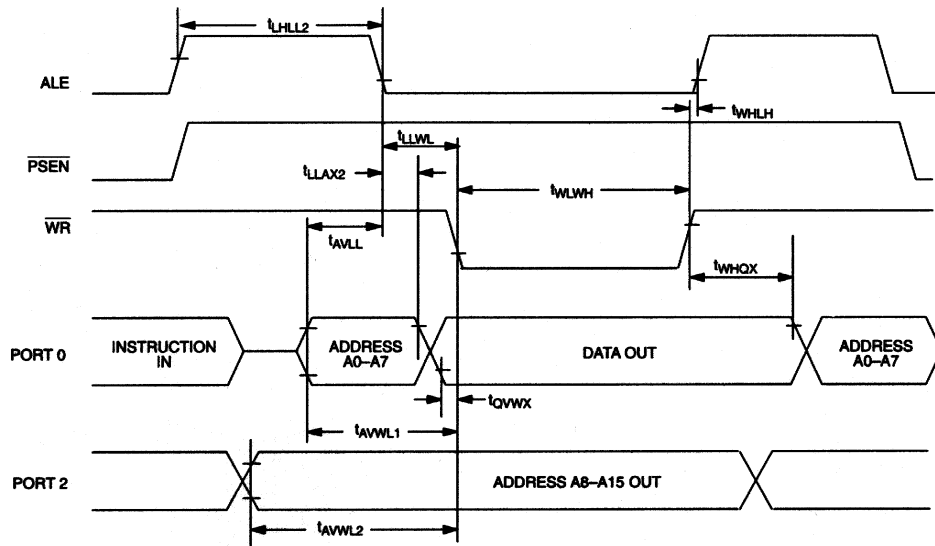 tLHLL2
ALE
tWHLH
tLLWL
PSEN
tLLAX2
tWLWH
WR
tAVLL
tWHQX
PORT 0
INSTRUCTION
IN
ADDRESS
A0–A7
DATA OUT
ADDRESS
A0–A7
tQVWX
tAVWL1
PORT 2
ADDRESS A8–A15 OUT
tAVWL2